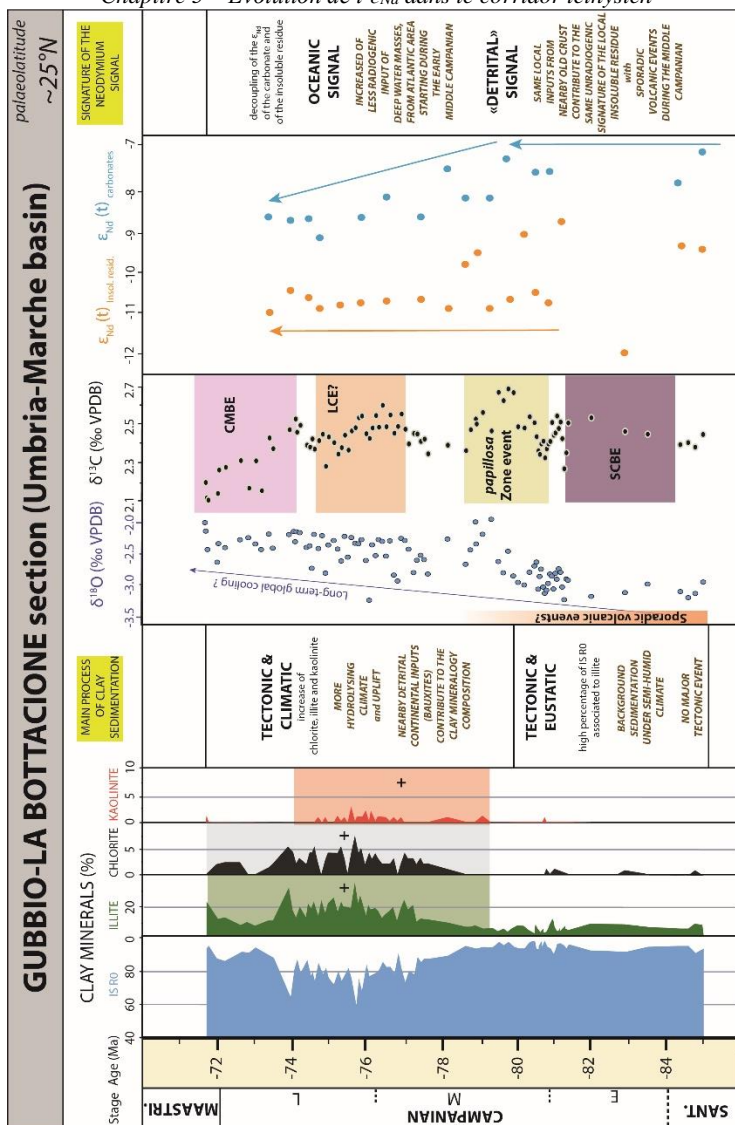 Chapitre 5 – Evolution de l'εNd dans le corridor téthysien
GUBBIO-LA BOTTACIONE section (Umbria-Marche basin)
palaeolatitude
~25°N
MAIN PROCESS
OF CLAY
SEDIMENTATION
SIGNATURE OF THE
NEODYMIUM
SIGNAL
CLAY MINERALS (%)
IS R0
ILLITE
CHLORITE
KAOLINITE
δ18O (‰ VPDB)
δ13C (‰ VPDB)
εNd (t) Insol. resid.
εNd (t) carbonates
40
60
80
0
20
0
5
0
5
10
-3.5
-3.0
-2.5
-2.0
2.1
2.3
2.5
2.7
-12
-11
-10
-9
-8
-7
Stage
Age (Ma)
MAASTRI.
CAMPANIAN
L
M
E
SANT.
-72
-74
-76
-78
-80
-82
-84
+
+
+
TECTONIC &
CLIMATIC
increase of
chlorite, illite and kaolinite
MORE
HYDROLYSING
CLIMATE
and UPLIFT
NEARBY DETRITAL
CONTINENTAL INPUTS
(BAUXITES)
CONTRIBUTE TO THE
CLAY MINERALOGY
COMPOSITION
TECTONIC &
EUSTATIC
high percentage of IS R0
associated to illite
BACKGROUND
SEDIMENTATION
UNDER SEMI-HUMID
CLIMATE
NO MAJOR
TECTONIC EVENT
Long-term global cooling ?
Sporadic volcanic events?
CMBE
LCE?
papillosa
Zone event
SCBE
decoupling of the εNd
of the carbonate and
of the insoluble residue
OCEANIC
SIGNAL
INCREASED OF
LESS RADIOGENIC
INPUT OF
DEEP WATER MASSES,
FROM ATLANTIC AREA
STARTING DURING
THE EARLY
MIDDLE CAMPANIAN
«DETRITAL»
SIGNAL
SAME LOCAL
INPUTS FROM
NEARBY OLD CRUST
CONTRIBUTE TO THE
SAME UNRADIOGENIC
SIGNATURE OF THE LOCAL
INSOLUBLE RESIDUE
with
SPORADIC
VOLCANIC EVENTS
DURING THE MIDDLE
CAMPANIAN